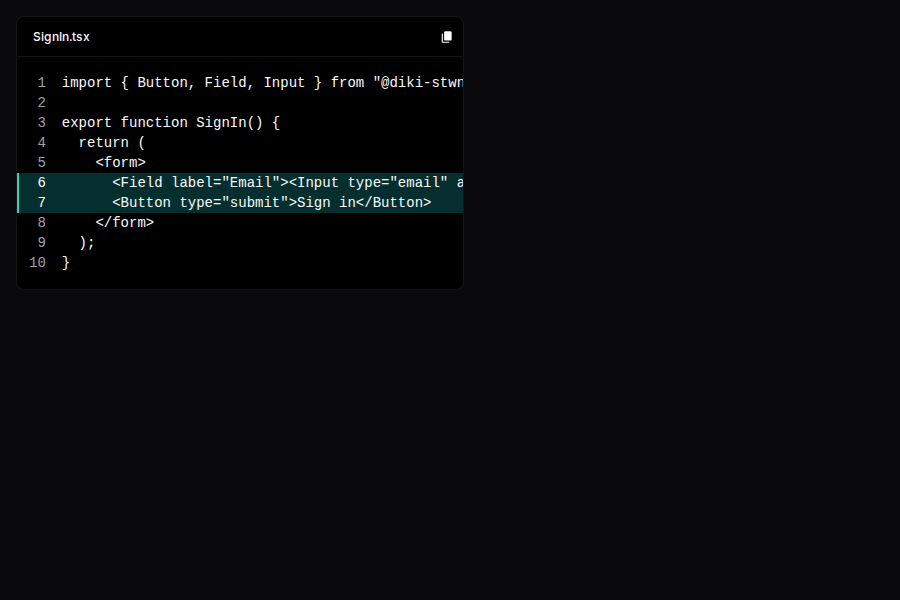 SignIn.tsx
1 import { Button, Field, Input } from "@diki-stwn
2
3 export function SignIn() {
4   return (
5     <form>
6       <Field label="Email"><Input type="email" a
7       <Button type="submit">Sign in</Button>
8     </form>
9   );
10 }